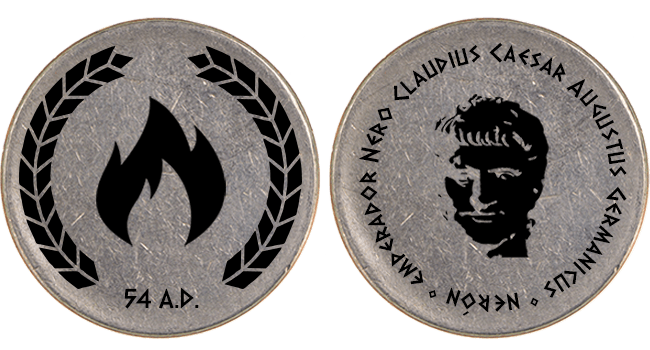 54 A.D.
EMPERADOR NERO CLAUDIUS CAESAR AUGUSTUS GERMANICUS ◦ NERÓN ◦